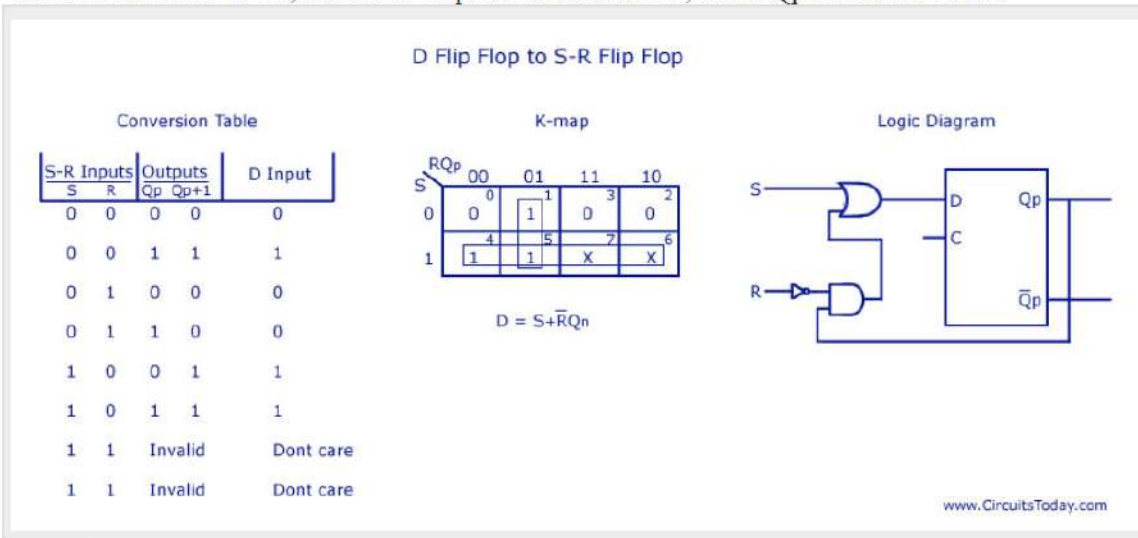 D Flip Flop to S-R Flip Flop
Conversion Table
S-R Inputs Outputs D Input
S R Qp Qp+1
0 0 0 0 0
0 0 1 1 1
0 1 0 0 0
0 1 1 0 0
1 0 0 1 1
1 0 1 1 1
1 1 Invalid Dont care
1 1 Invalid Dont care
K-map
RQp
S 00 01 11 10
0 1 3 2
0 0 1 0 0
4 5 7 6
1 1 1 X X
D = S+R̅Qn
Logic Diagram
S D Qp
C
R Q̅p
www.CircuitsToday.com